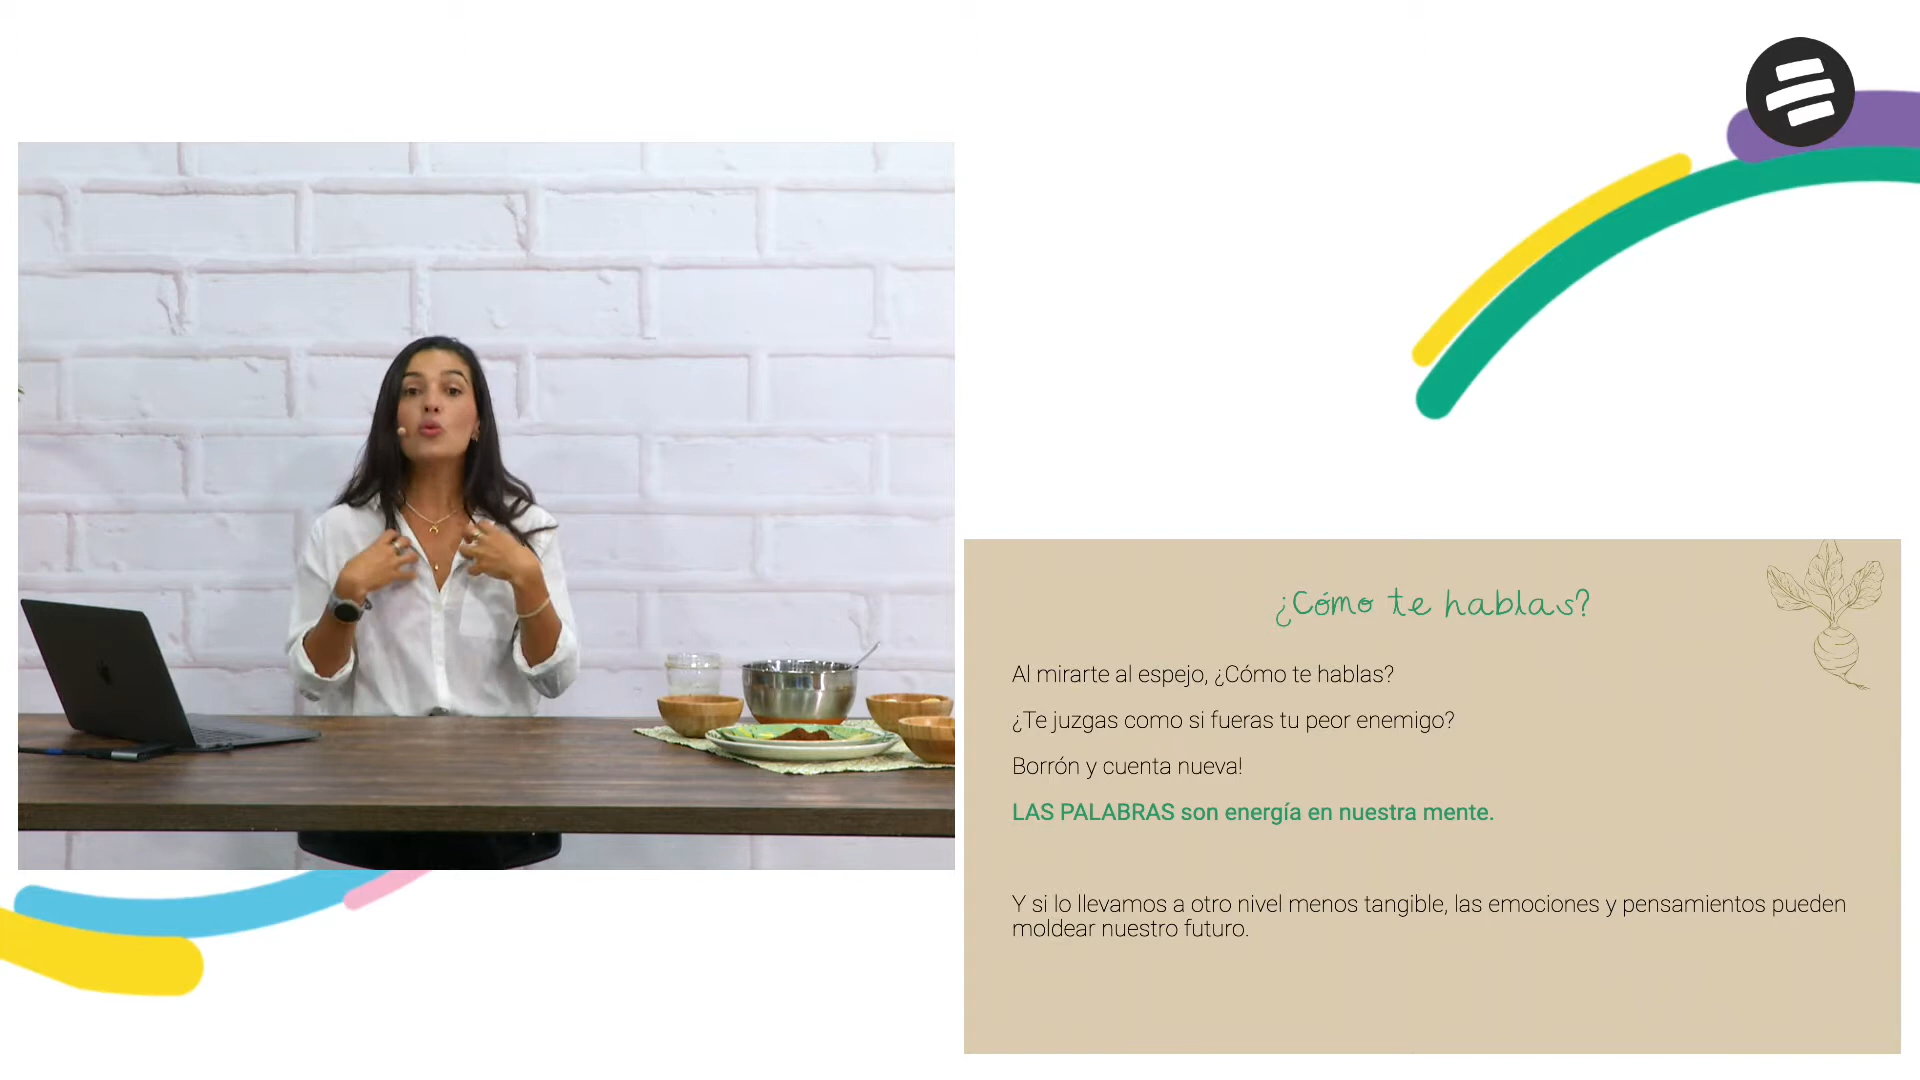 ¿Cómo te hablas?
Al mirarte al espejo, ¿Cómo te hablas?
¿Te juzgas como si fueras tu peor enemigo?
Borrón y cuenta nueva!
LAS PALABRAS son energía en nuestra mente.
Y si lo llevamos a otro nivel menos tangible, las emociones y pensamientos pueden
moldear nuestro futuro.